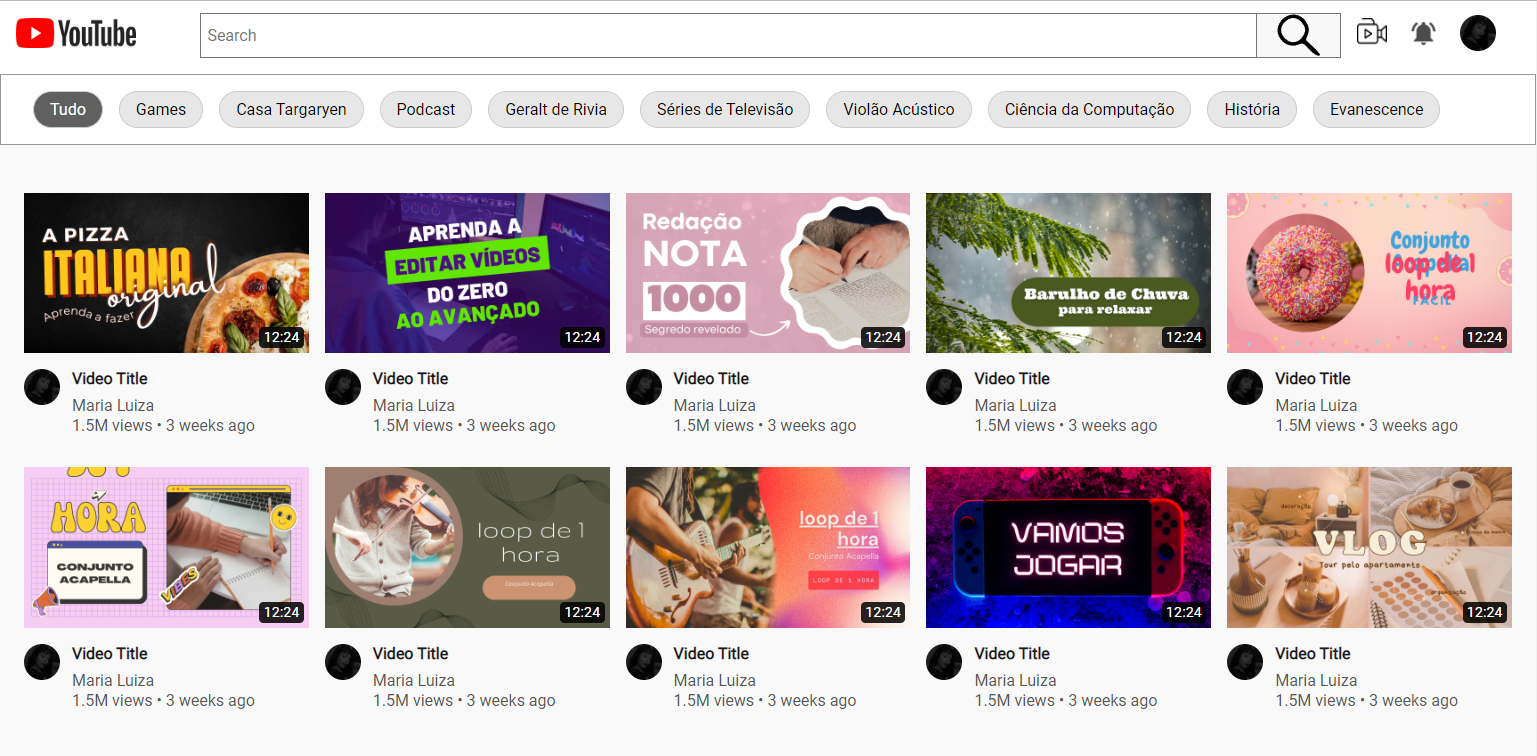 YouTube
Search
Tudo
Games
Casa Targaryen
Podcast
Geralt de Rivia
Séries de Televisão
Violão Acústico
Ciência da Computação
História
Evanescence
A PIZZA
ITALIANA
original
Aprenda a fazer
12:24
APRENDA A
EDITAR VÍDEOS
DO ZERO
AO AVANÇADO
12:24
Redação
NOTA
1000
Segredo revelado
12:24
Barulho de Chuva
para relaxar
12:24
Conjunto
loop de 1
hora
FÁCIL
12:24
Video Title
Maria Luiza
1.5M views • 3 weeks ago
Video Title
Maria Luiza
1.5M views • 3 weeks ago
Video Title
Maria Luiza
1.5M views • 3 weeks ago
Video Title
Maria Luiza
1.5M views • 3 weeks ago
Video Title
Maria Luiza
1.5M views • 3 weeks ago
HORA
CONJUNTO
ACAPELLA
VIBES
12:24
loop de 1
hora
Conjunto Acapella
12:24
loop de 1
hora
Conjunto Acapella
LOOP DE 1 HORA
12:24
VAMOS
JOGAR
12:24
decoração
VLOG
Tour pelo apartamento
organização
12:24
Video Title
Maria Luiza
1.5M views • 3 weeks ago
Video Title
Maria Luiza
1.5M views • 3 weeks ago
Video Title
Maria Luiza
1.5M views • 3 weeks ago
Video Title
Maria Luiza
1.5M views • 3 weeks ago
Video Title
Maria Luiza
1.5M views • 3 weeks ago